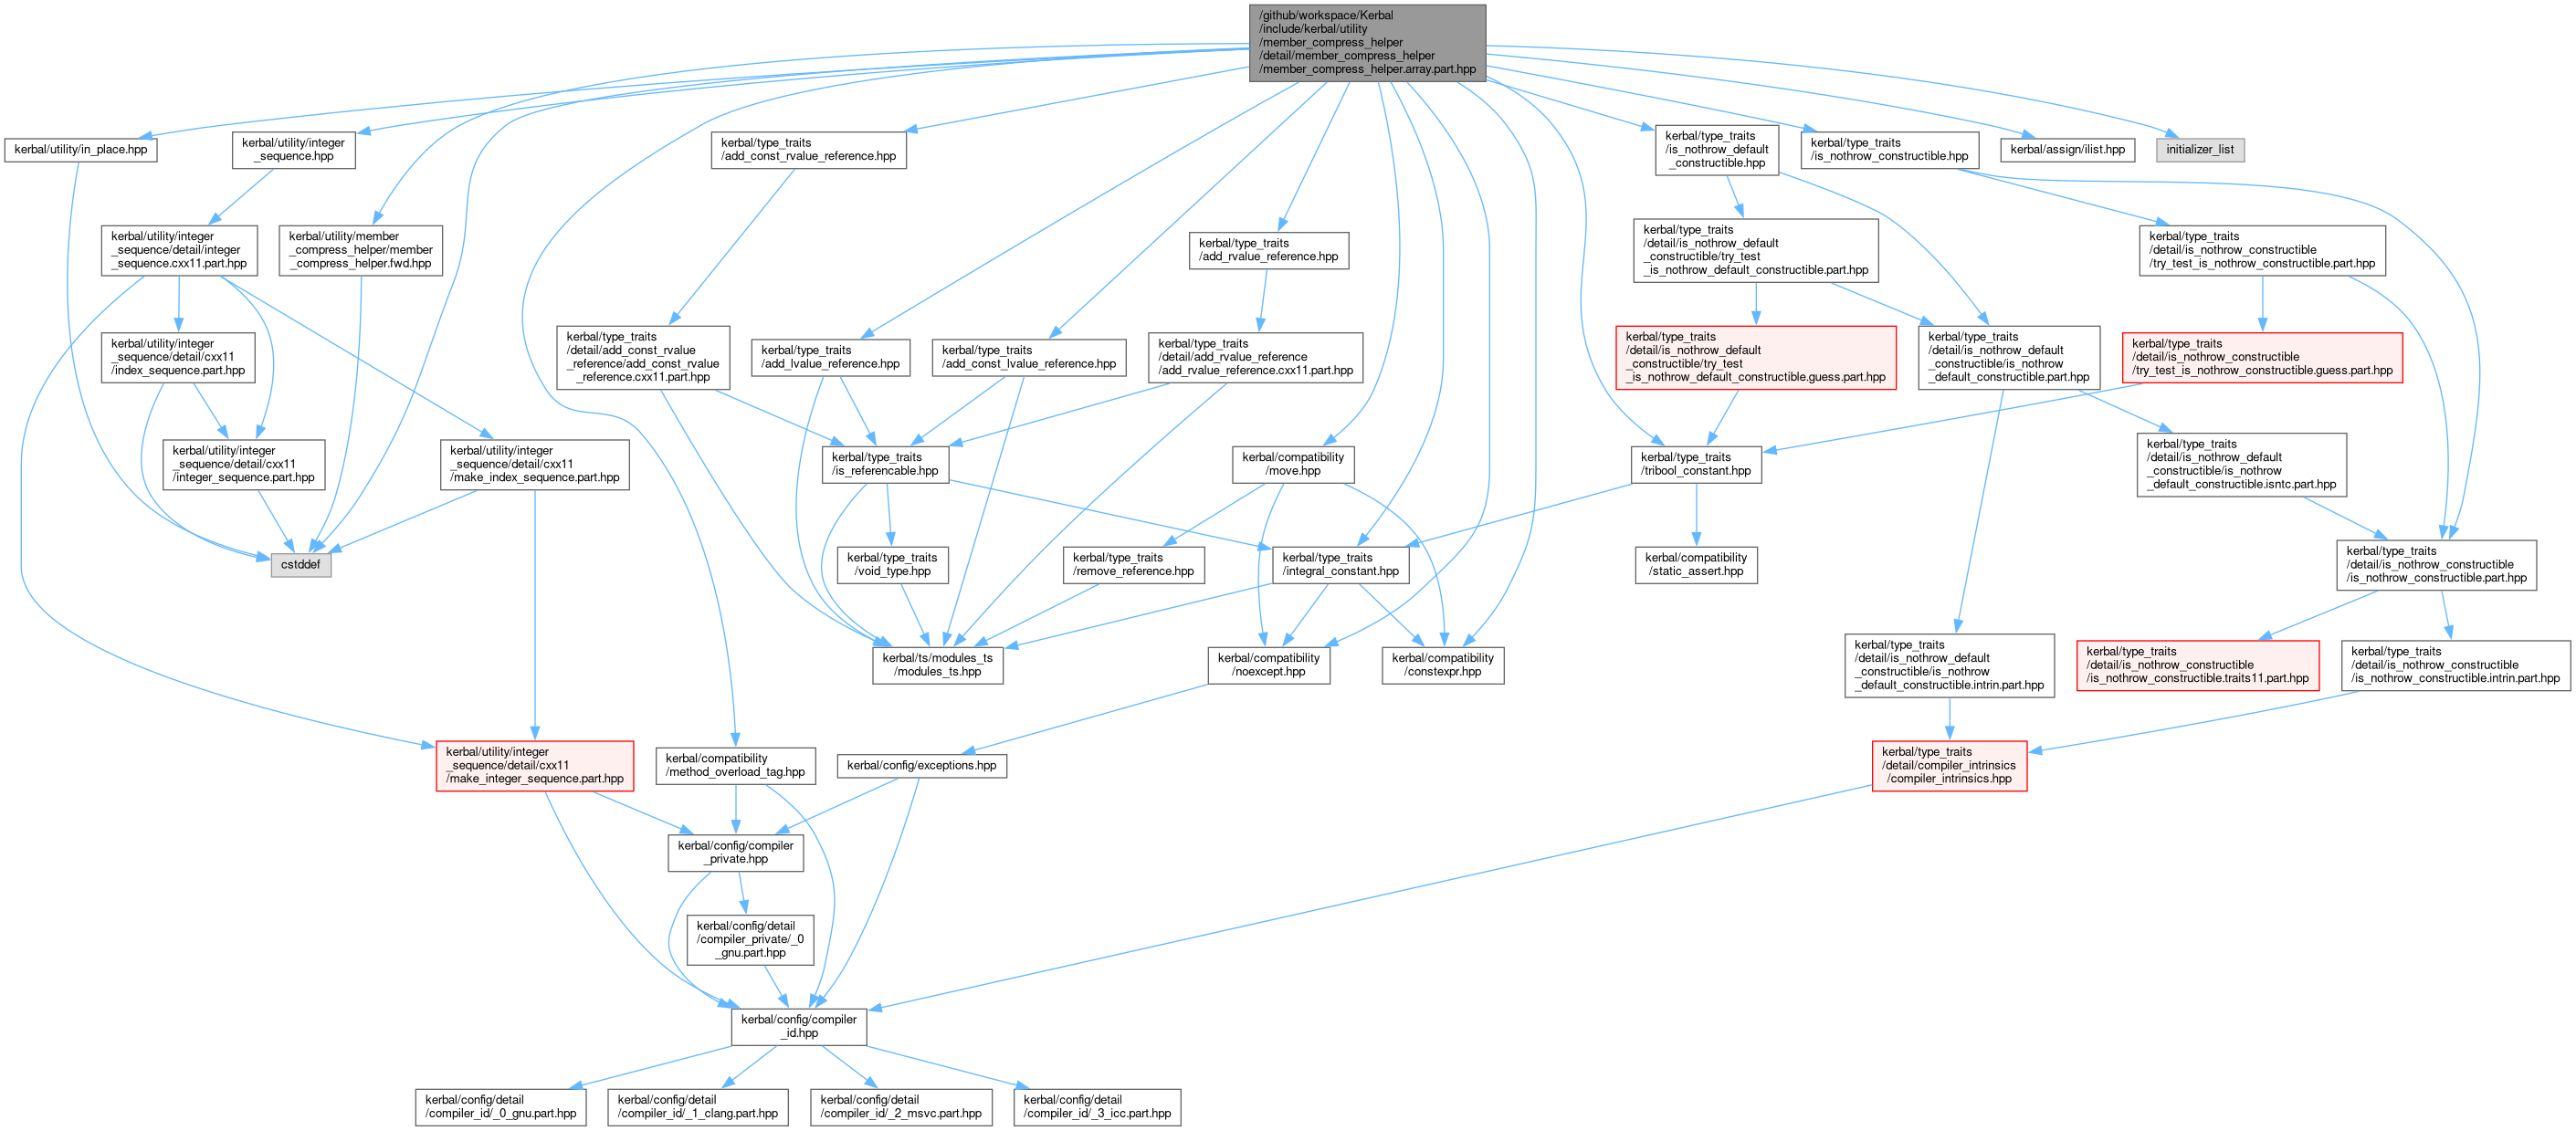 /github/workspace/Kerbal
/include/kerbal/utility
/member_compress_helper
/detail/member_compress_helper
/member_compress_helper.array.part.hpp
kerbal/utility/in_place.hpp
kerbal/utility/integer
_sequence.hpp
kerbal/type_traits
/add_const_rvalue_reference.hpp
kerbal/type_traits
/is_nothrow_default
_constructible.hpp
kerbal/type_traits
/is_nothrow_constructible.hpp
kerbal/assign/ilist.hpp
initializer_list
kerbal/utility/integer
_sequence/detail/integer
_sequence.cxx11.part.hpp
kerbal/utility/member
_compress_helper/member
_compress_helper.fwd.hpp
kerbal/type_traits
/add_rvalue_reference.hpp
kerbal/type_traits
/detail/is_nothrow_default
_constructible/try_test
_is_nothrow_default_constructible.part.hpp
kerbal/type_traits
/detail/is_nothrow_constructible
/try_test_is_nothrow_constructible.part.hpp
kerbal/utility/integer
_sequence/detail/cxx11
/index_sequence.part.hpp
kerbal/type_traits
/detail/add_const_rvalue
_reference/add_const_rvalue
_reference.cxx11.part.hpp
kerbal/type_traits
/add_lvalue_reference.hpp
kerbal/type_traits
/add_const_lvalue_reference.hpp
kerbal/type_traits
/detail/add_rvalue_reference
/add_rvalue_reference.cxx11.part.hpp
kerbal/type_traits
/detail/is_nothrow_default
_constructible/try_test
_is_nothrow_default_constructible.guess.part.hpp
kerbal/type_traits
/detail/is_nothrow_default
_constructible/is_nothrow
_default_constructible.part.hpp
kerbal/type_traits
/detail/is_nothrow_constructible
/try_test_is_nothrow_constructible.guess.part.hpp
kerbal/utility/integer
_sequence/detail/cxx11
/integer_sequence.part.hpp
kerbal/utility/integer
_sequence/detail/cxx11
/make_index_sequence.part.hpp
kerbal/type_traits
/is_referencable.hpp
kerbal/compatibility
/move.hpp
kerbal/type_traits
/tribool_constant.hpp
kerbal/type_traits
/detail/is_nothrow_default
_constructible/is_nothrow
_default_constructible.isntc.part.hpp
cstddef
kerbal/type_traits
/void_type.hpp
kerbal/type_traits
/remove_reference.hpp
kerbal/type_traits
/integral_constant.hpp
kerbal/compatibility
/static_assert.hpp
kerbal/type_traits
/detail/is_nothrow_constructible
/is_nothrow_constructible.part.hpp
kerbal/ts/modules_ts
/modules_ts.hpp
kerbal/compatibility
/noexcept.hpp
kerbal/compatibility
/constexpr.hpp
kerbal/type_traits
/detail/is_nothrow_default
_constructible/is_nothrow
_default_constructible.intrin.part.hpp
kerbal/type_traits
/detail/is_nothrow_constructible
/is_nothrow_constructible.traits11.part.hpp
kerbal/type_traits
/detail/is_nothrow_constructible
/is_nothrow_constructible.intrin.part.hpp
kerbal/utility/integer
_sequence/detail/cxx11
/make_integer_sequence.part.hpp
kerbal/compatibility
/method_overload_tag.hpp
kerbal/config/exceptions.hpp
kerbal/type_traits
/detail/compiler_intrinsics
/compiler_intrinsics.hpp
kerbal/config/compiler
_private.hpp
kerbal/config/detail
/compiler_private/_0
_gnu.part.hpp
kerbal/config/compiler
_id.hpp
kerbal/config/detail
/compiler_id/_0_gnu.part.hpp
kerbal/config/detail
/compiler_id/_1_clang.part.hpp
kerbal/config/detail
/compiler_id/_2_msvc.part.hpp
kerbal/config/detail
/compiler_id/_3_icc.part.hpp